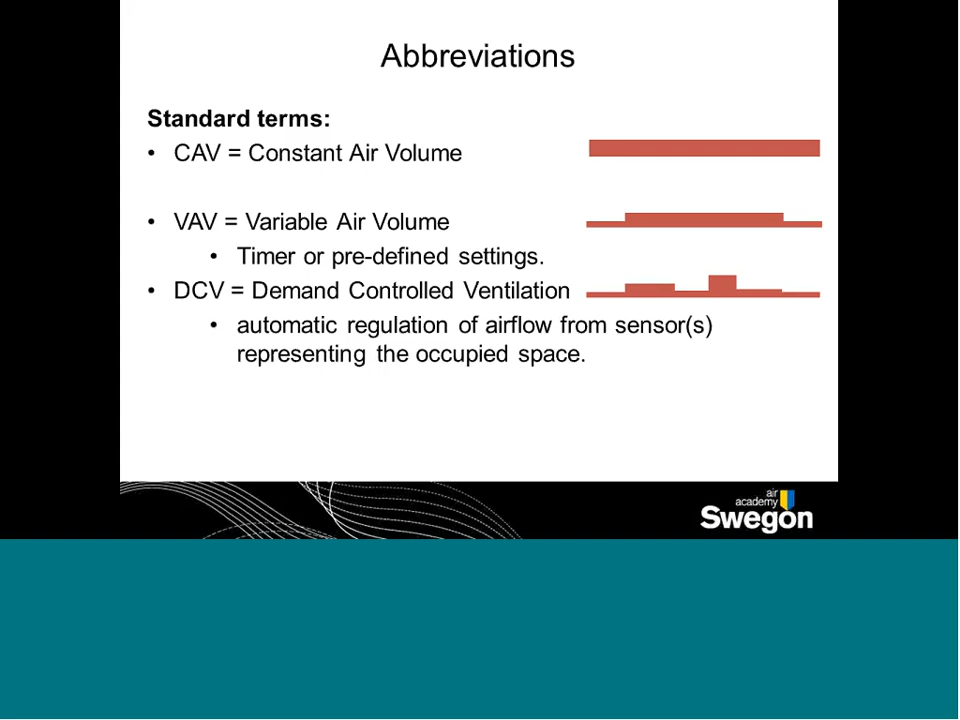 Abbreviations
Standard terms:
• CAV = Constant Air Volume
• VAV = Variable Air Volume
• Timer or pre-defined settings.
• DCV = Demand Controlled Ventilation
• automatic regulation of airflow from sensor(s)
representing the occupied space.
air
academy
Swegon